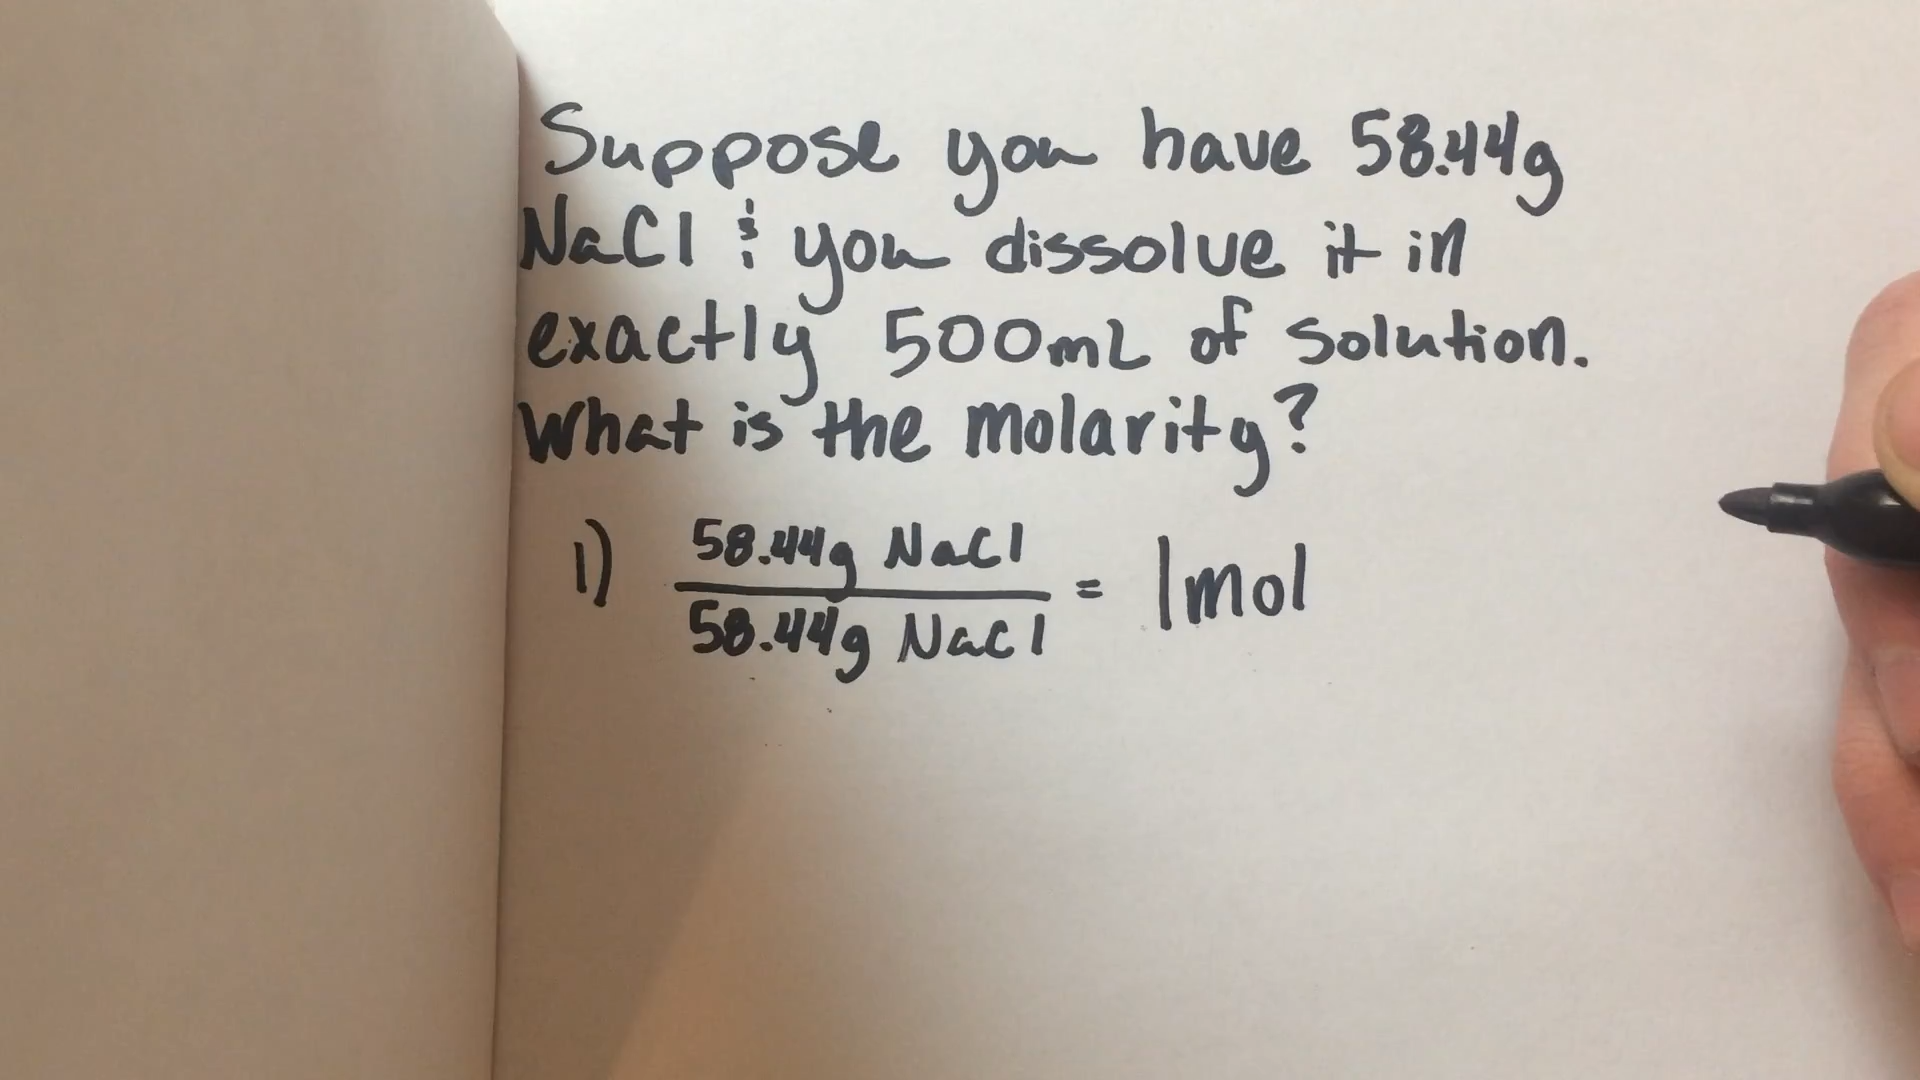 Suppose you have 58.44g
NaCl & you dissolve it in
exactly 500mL of solution.
What is the molarity?
1) 58.44g NaCl
58.44g NaCl
= 1mol